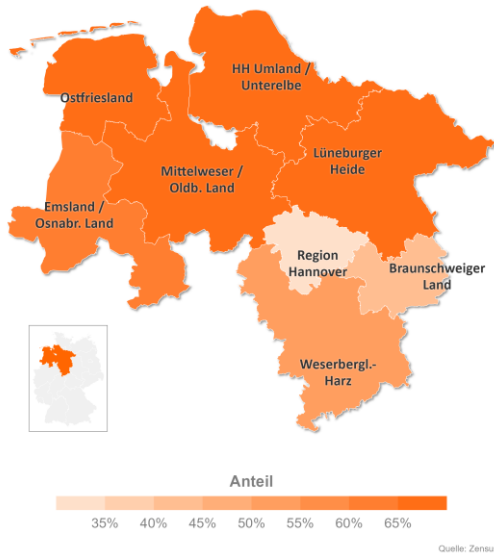 HH Umland /
Unterelbe
Ostfriesland
Lüneburger
Heide
Mittelweser /
Oldb. Land
Emsland /
Osnabr. Land
Region
Hannover
Braunschweiger
Land
Weserbergl.-
Harz
Anteil
35% 40% 45% 50% 55% 60% 65%
Quelle: Zensu